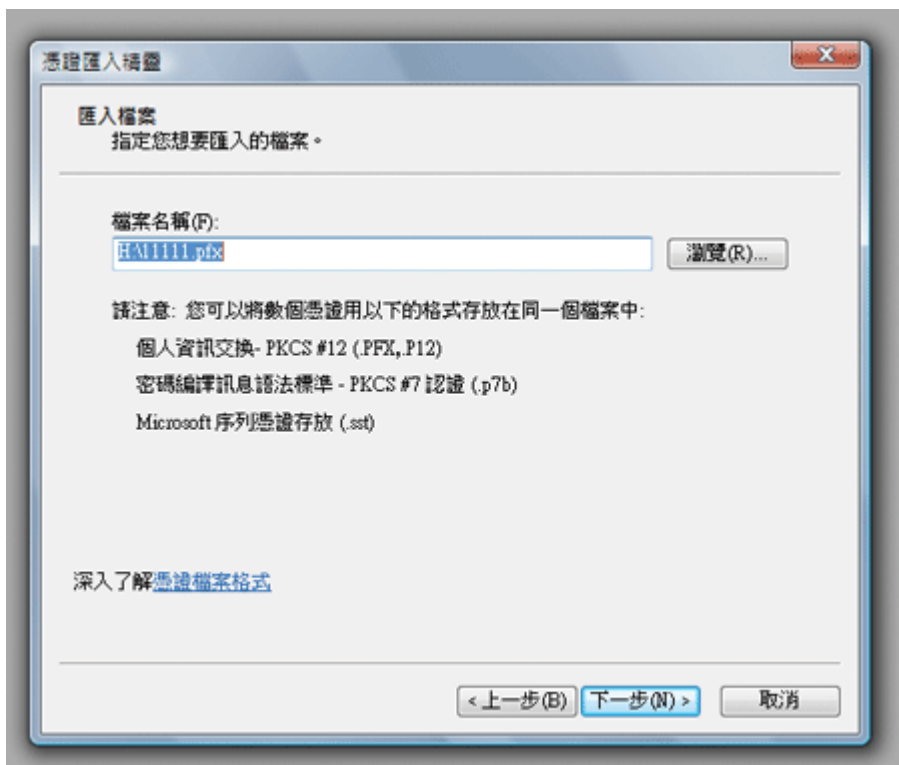 憑證匯入精靈
匯入檔案
指定您想要匯入的檔案。
檔案名稱(F):
H:\11111.pfx
瀏覽(R)...
請注意: 您可以將數個憑證用以下的格式存放在同一個檔案中:
個人資訊交換- PKCS #12 (.PFX,.P12)
密碼編譯訊息語法標準 - PKCS #7 認證 (.p7b)
Microsoft 序列憑證存放 (.sst)
深入了解憑證檔案格式
< 上一步(B)
下一步(N) >
取消